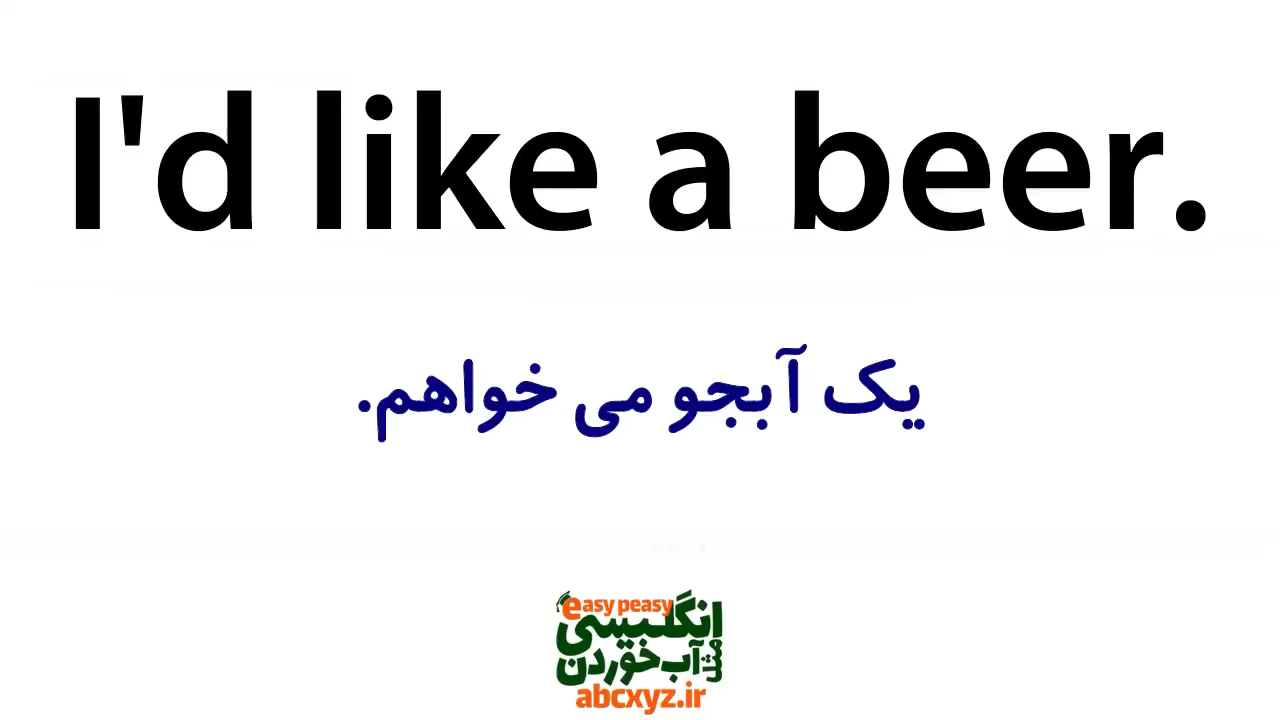 I'd like a beer.
یک آبجو می خواهم.
easy peasy
انگلیسی
مثل آب خوردن
abcxyz.ir